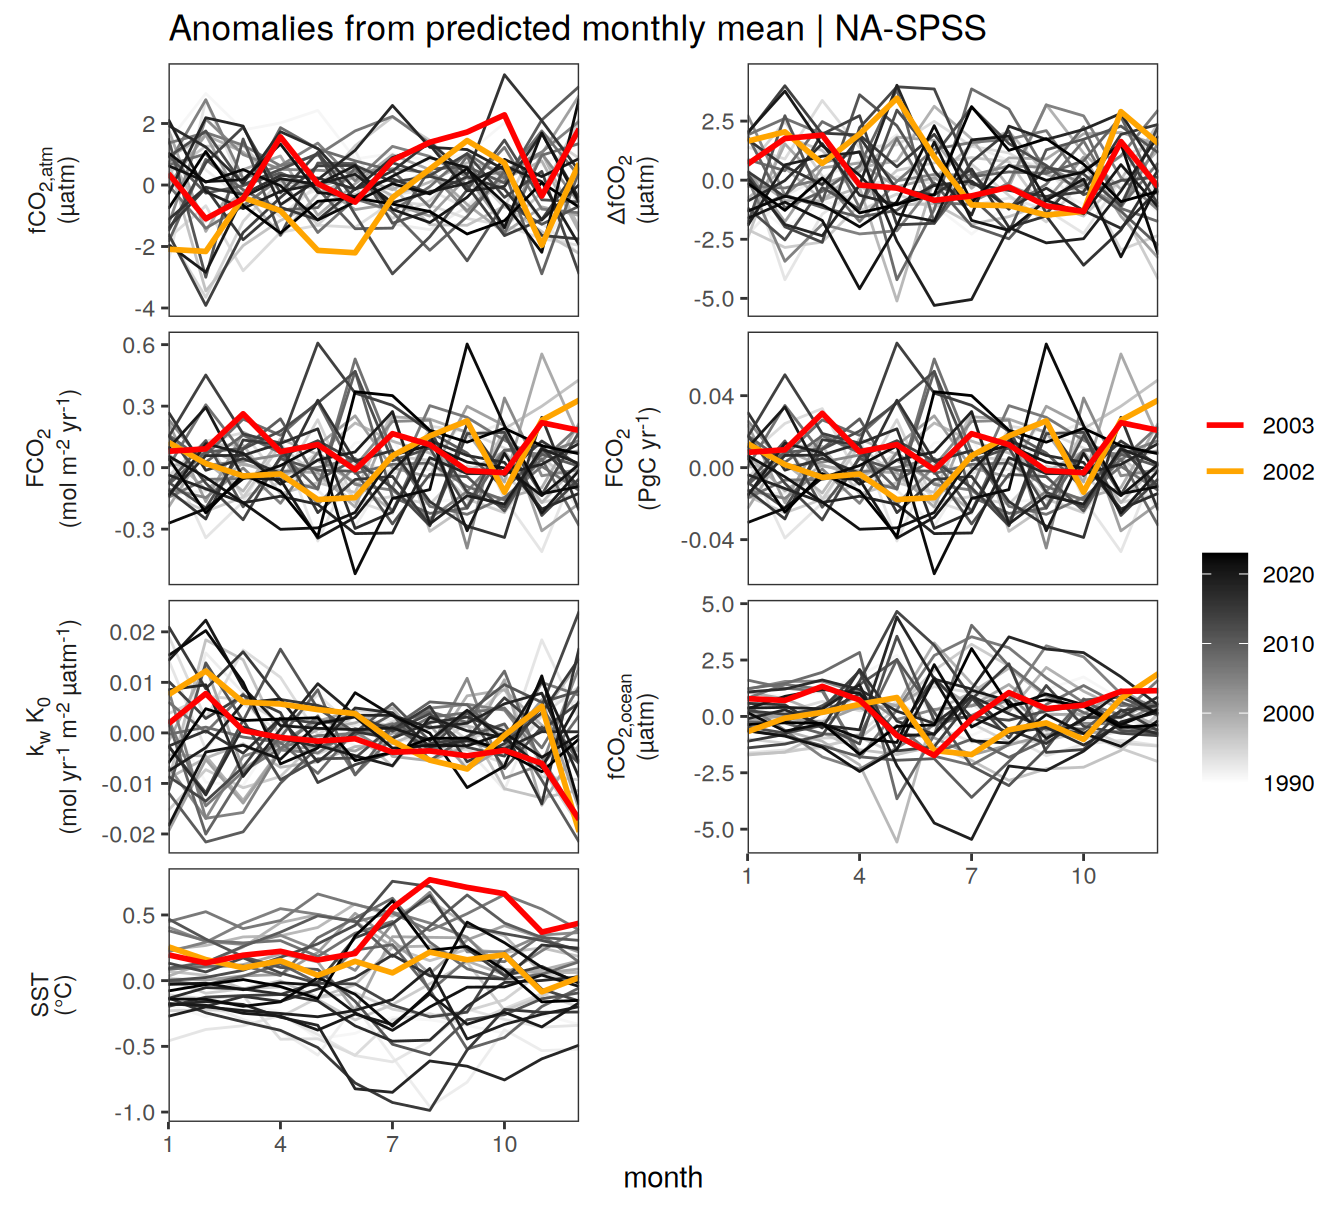 Anomalies from predicted monthly mean | NA-SPSS
fCO2,atm
(µatm)
2
0
-2
-4
ΔfCO2
(µatm)
2.5
0.0
-2.5
-5.0
FCO2
(mol m-2 yr-1)
0.6
0.3
0.0
-0.3
FCO2
(PgC yr-1)
0.04
0.00
-0.04
kw K0
(mol yr-1 m-2 µatm-1)
0.02
0.01
0.00
-0.01
-0.02
fCO2,ocean
(µatm)
5.0
2.5
0.0
-2.5
-5.0
1 4 7 10
SST
(°C)
0.5
0.0
-0.5
-1.0
1 4 7 10
month
2003
2002
2020
2010
2000
1990